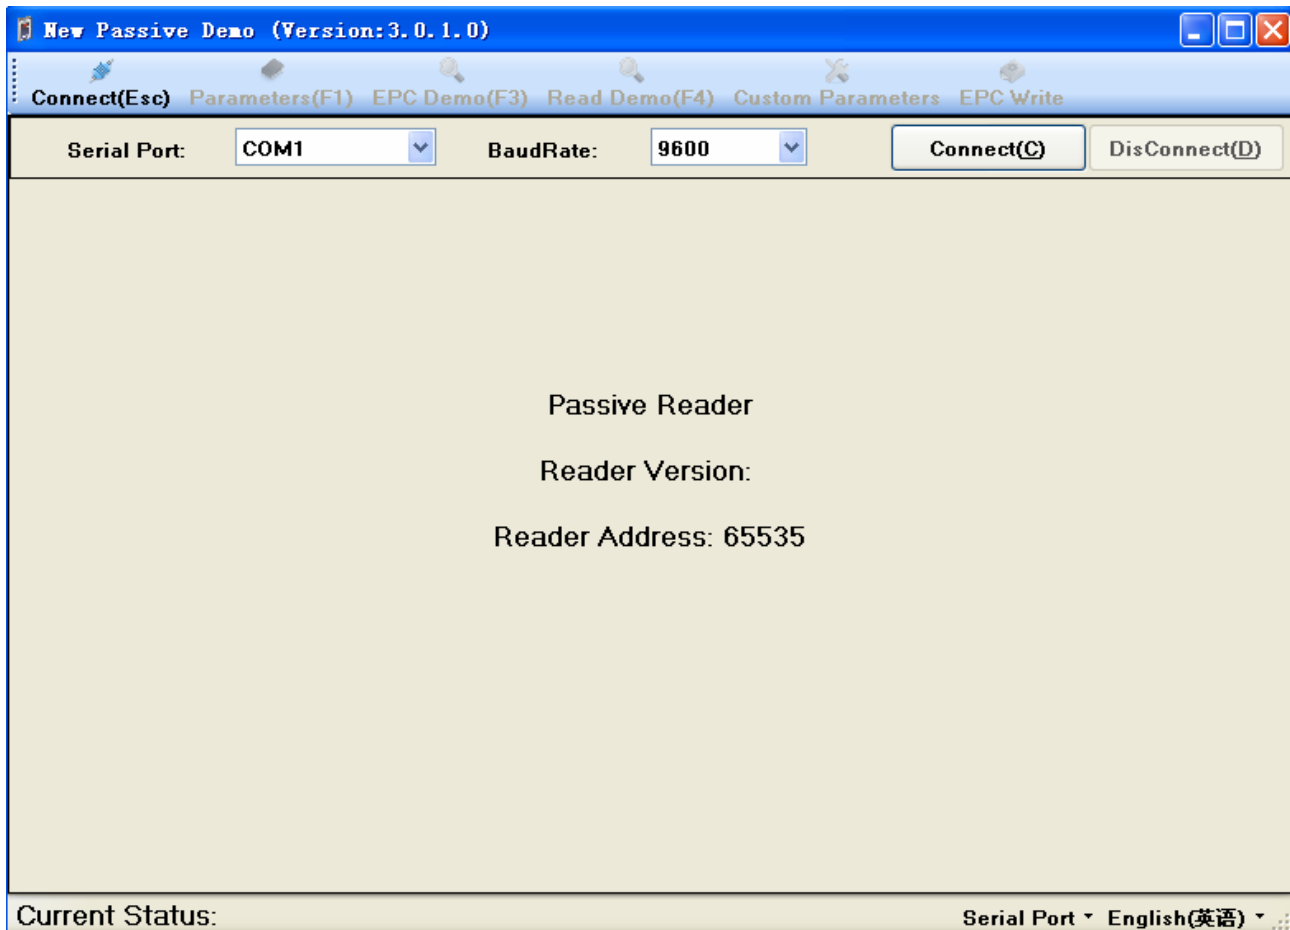 New Passive Demo (Version:3.0.1.0)
Connect(Esc) Parameters(F1) EPC Demo(F3) Read Demo(F4) Custom Parameters EPC Write
Serial Port: COM1 BaudRate: 9600 Connect(C) DisConnect(D)
Passive Reader
Reader Version:
Reader Address: 65535
Current Status: Serial Port English(英语)